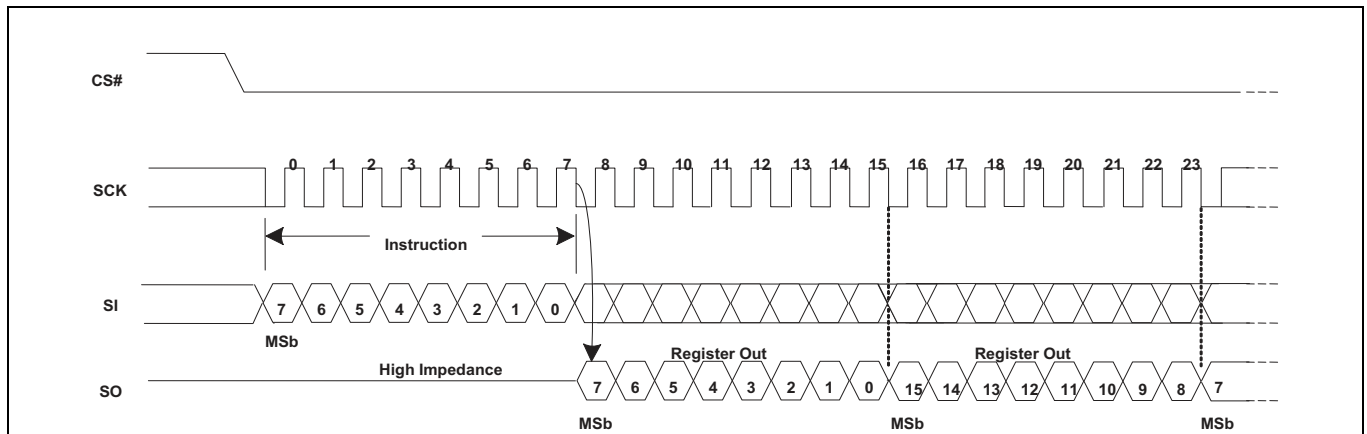 CS#
0 1 2 3 4 5 6 7 8 9 10 11 12 13 14 15 16 17 18 19 20 21 22 23
SCK
Instruction
SI
7 6 5 4 3 2 1 0
MSb
High Impedance
Register Out
Register Out
SO
7 6 5 4 3 2 1 0 15 14 13 12 11 10 9 8 7
MSb
MSb
MSb